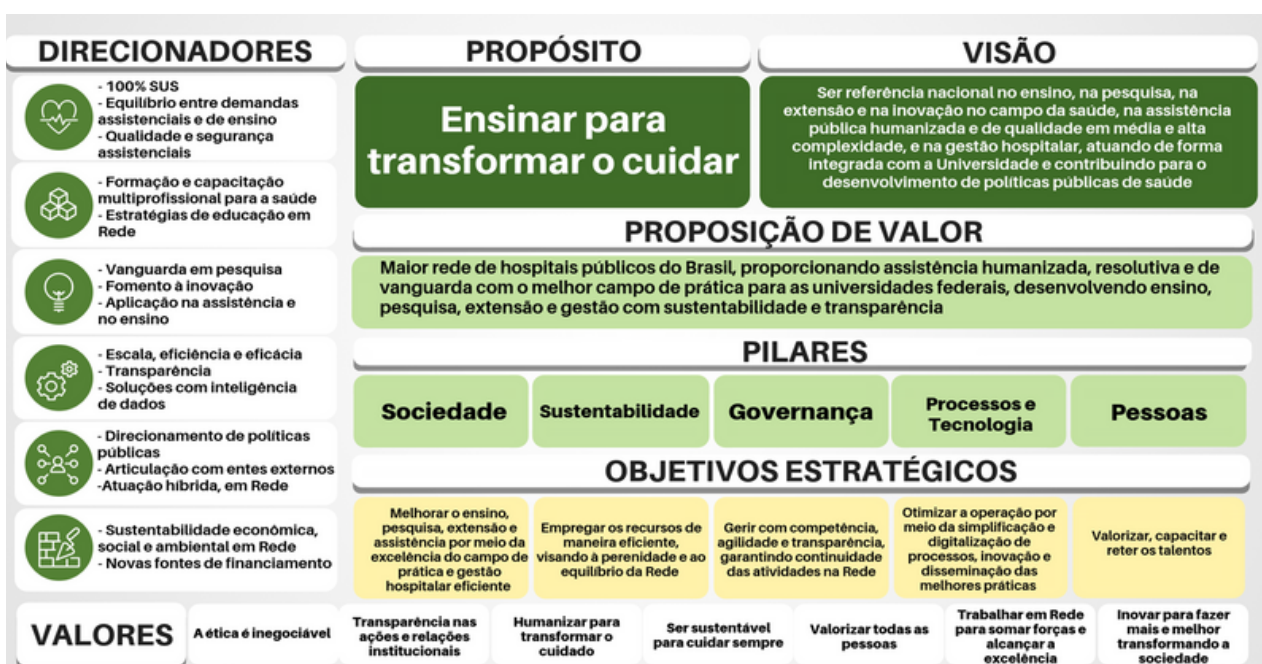 DIRECIONADORES
- 100% SUS
- Equilíbrio entre demandas
assistenciais e de ensino
- Qualidade e segurança
assistenciais
- Formação e capacitação
multiprofissional para a saúde
- Estratégias de educação em
Rede
- Vanguarda em pesquisa
- Fomento à inovação
- Aplicação na assistência e
no ensino
- Escala, eficiência e eficácia
- Transparência
- Soluções com inteligência
de dados
- Direcionamento de políticas
públicas
- Articulação com entes externos
-Atuação híbrida, em Rede
- Sustentabilidade econômica,
social e ambiental em Rede
- Novas fontes de financiamento
PROPÓSITO
Ensinar para
transformar o cuidar
VISÃO
Ser referência nacional no ensino, na pesquisa, na
extensão e na inovação no campo da saúde, na assistência
pública humanizada e de qualidade em média e alta
complexidade, e na gestão hospitalar, atuando de forma
integrada com a Universidade e contribuindo para o
desenvolvimento de políticas públicas de saúde
PROPOSIÇÃO DE VALOR
Maior rede de hospitais públicos do Brasil, proporcionando assistência humanizada, resolutiva e de
vanguarda com o melhor campo de prática para as universidades federais, desenvolvendo ensino,
pesquisa, extensão e gestão com sustentabilidade e transparência
PILARES
Sociedade
Sustentabilidade
Governança
Processos e
Tecnologia
Pessoas
OBJETIVOS ESTRATÉGICOS
Melhorar o ensino,
pesquisa, extensão e
assistência por meio da
excelência do campo de
prática e gestão
hospitalar eficiente
Empregar os recursos de
maneira eficiente,
visando à perenidade e ao
equilíbrio da Rede
Gerir com competência,
agilidade e transparência,
garantindo continuidade
das atividades na Rede
Otimizar a operação por
meio da simplificação e
digitalização de
processos, inovação e
disseminação das
melhores práticas
Valorizar, capacitar e
reter os talentos
VALORES
A ética é inegociável
Transparência nas
ações e relações
institucionais
Humanizar para
transformar o
cuidado
Ser sustentável
para cuidar sempre
Valorizar todas as
pessoas
Trabalhar em Rede
para somar forças e
alcançar a
excelência
Inovar para fazer
mais e melhor
transformando a
sociedade